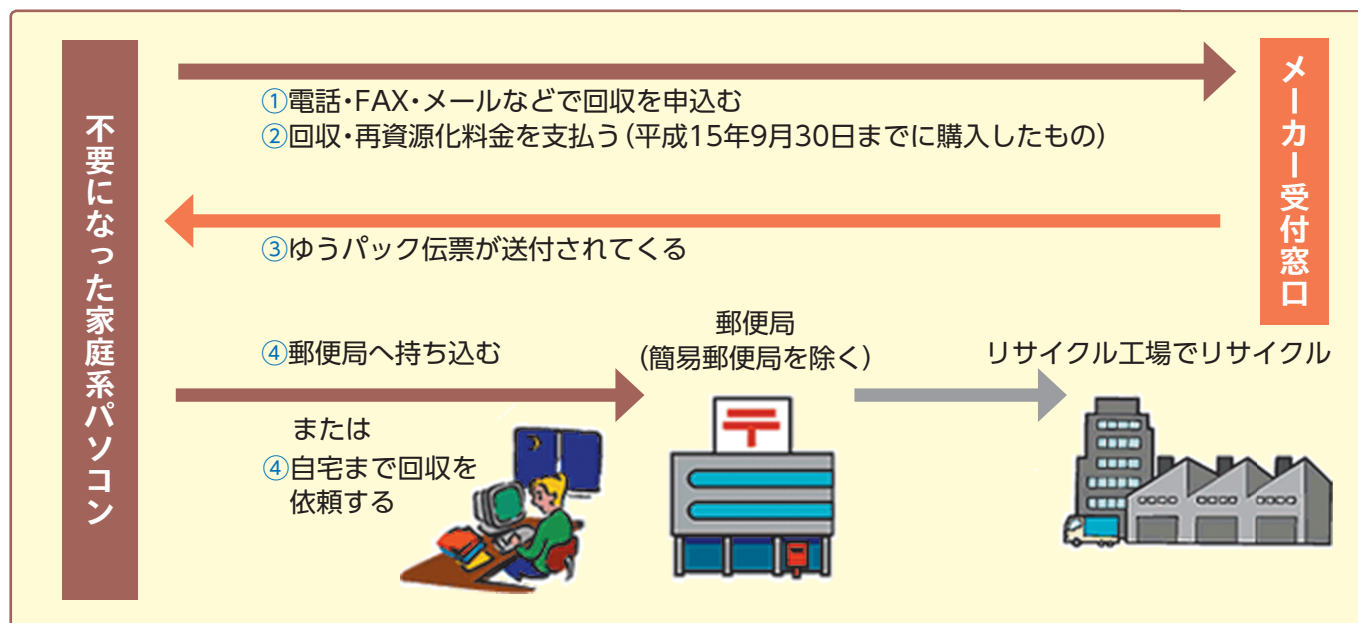 不要になった家庭系パソコン
①電話・FAX・メールなどで回収を申込む
②回収・再資源化料金を支払う(平成15年9月30日までに購入したもの)
メーカー受付窓口
③ゆうパック伝票が送付されてくる
④郵便局へ持ち込む
または
④自宅まで回収を
依頼する
郵便局
(簡易郵便局を除く)
リサイクル工場でリサイクル